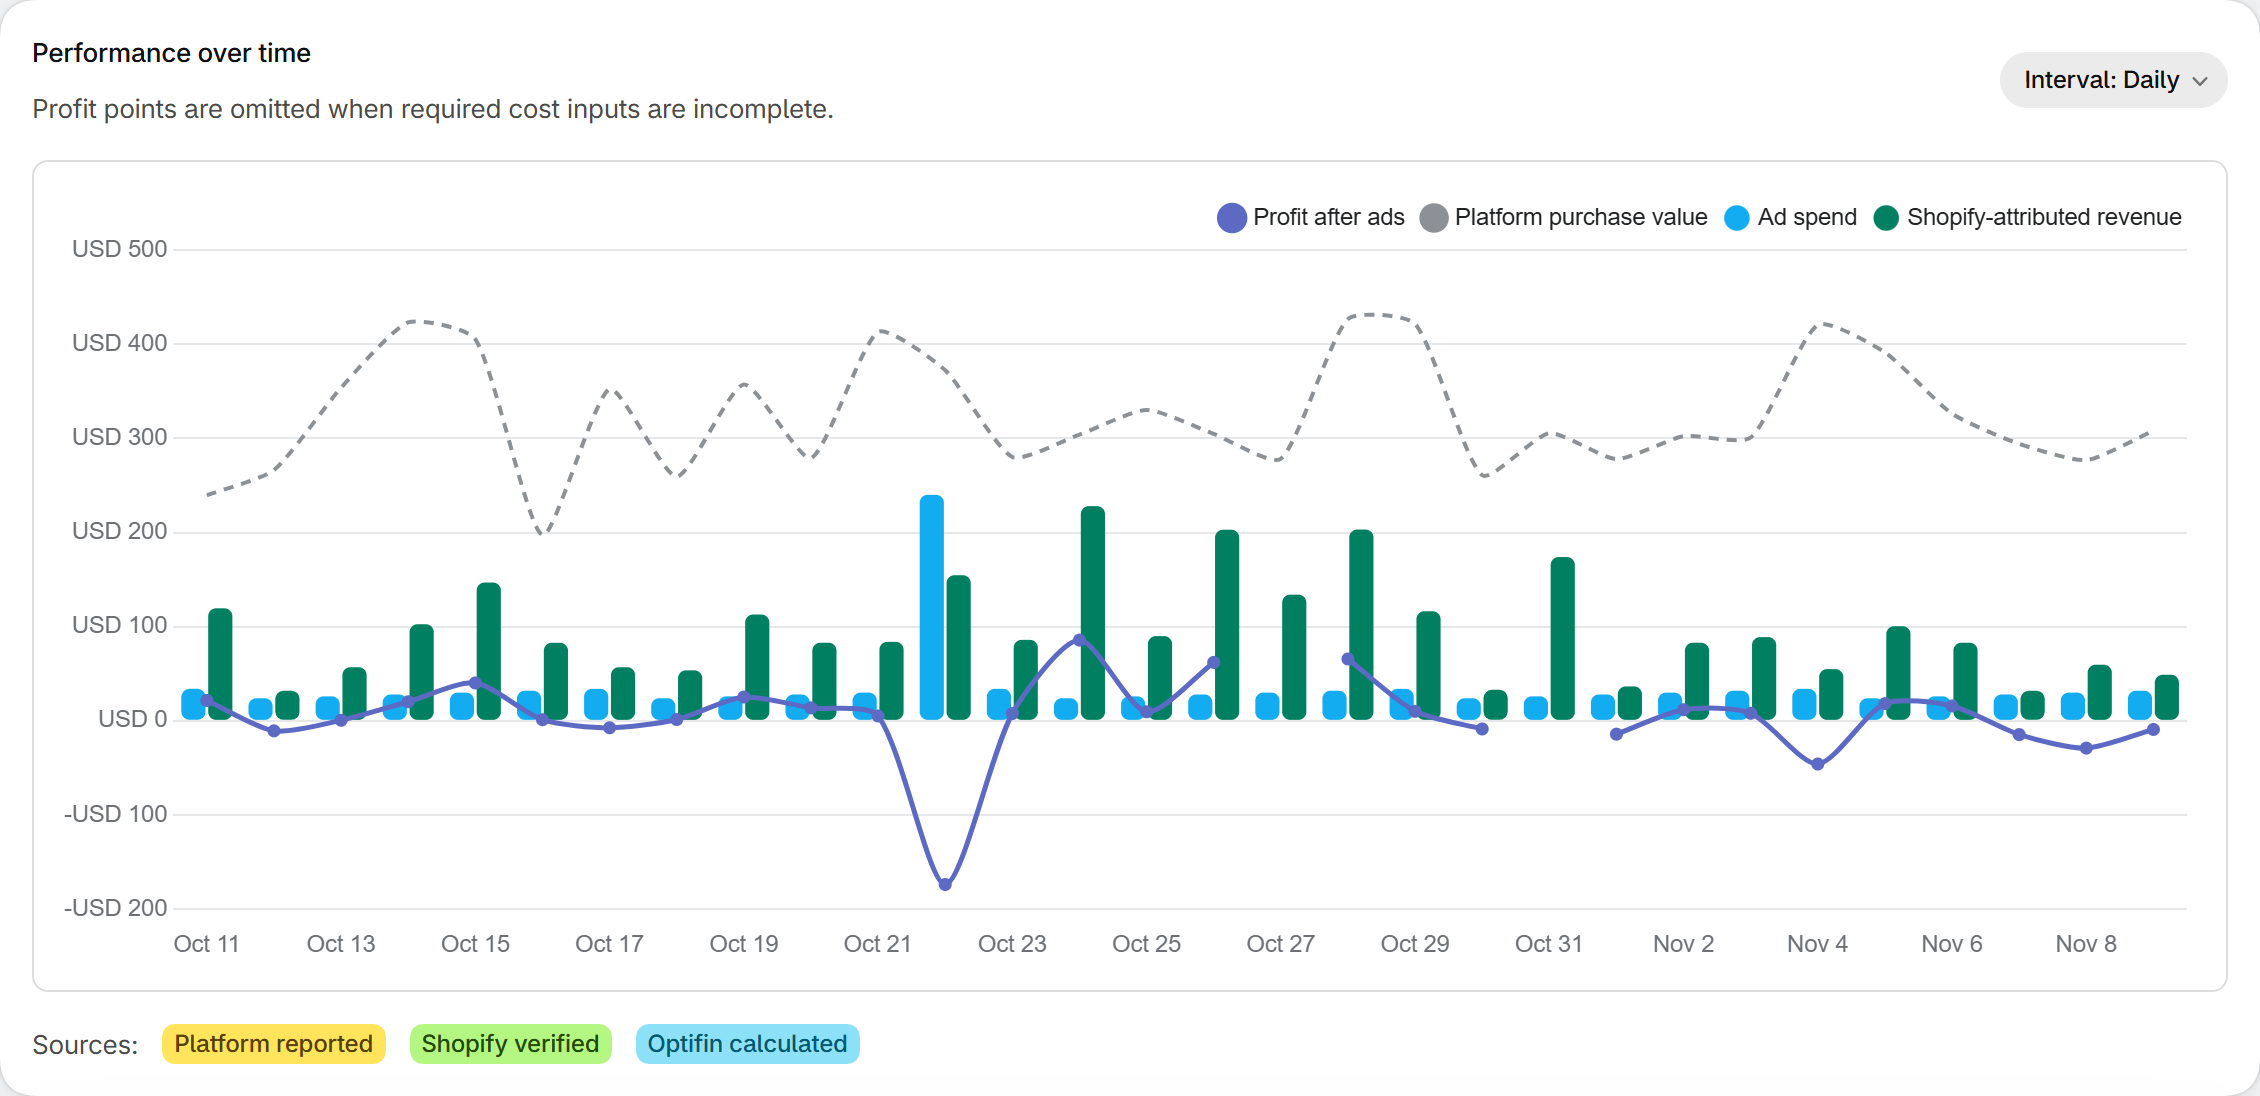 Performance over time
Interval: Daily
Profit points are omitted when required cost inputs are incomplete.
Profit after ads
Platform purchase value
Ad spend
Shopify-attributed revenue
USD 500
USD 400
USD 300
USD 200
USD 100
USD 0
-USD 100
-USD 200
Oct 11
Oct 13
Oct 15
Oct 17
Oct 19
Oct 21
Oct 23
Oct 25
Oct 27
Oct 29
Oct 31
Nov 2
Nov 4
Nov 6
Nov 8
Sources:
Platform reported
Shopify verified
Optifin calculated